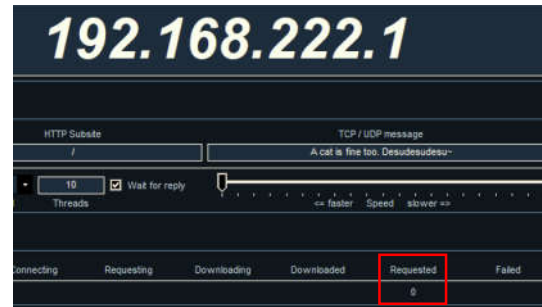 192.168.222.1
HTTP Subsite TCP / UDP message
/ A cat is fine too. Desudesudesu~
10 Wait for reply
Threads <= faster Speed slower =>
Connecting Requesting Downloading Downloaded Requested Failed
0